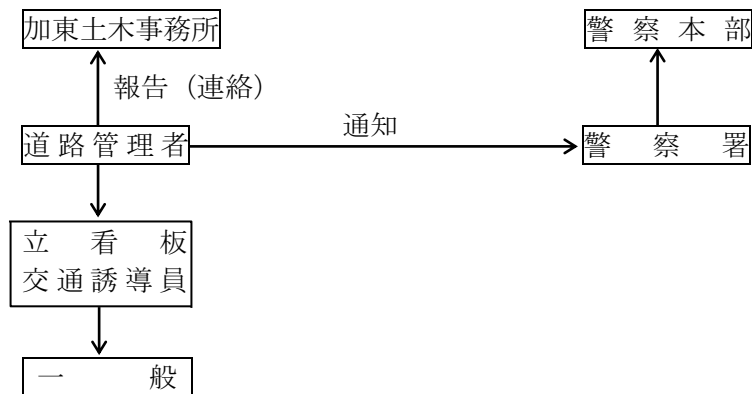 加東土木事務所
警察本部
報告（連絡）
通知
道路管理者
警察署
立看板
交通誘導員
一般